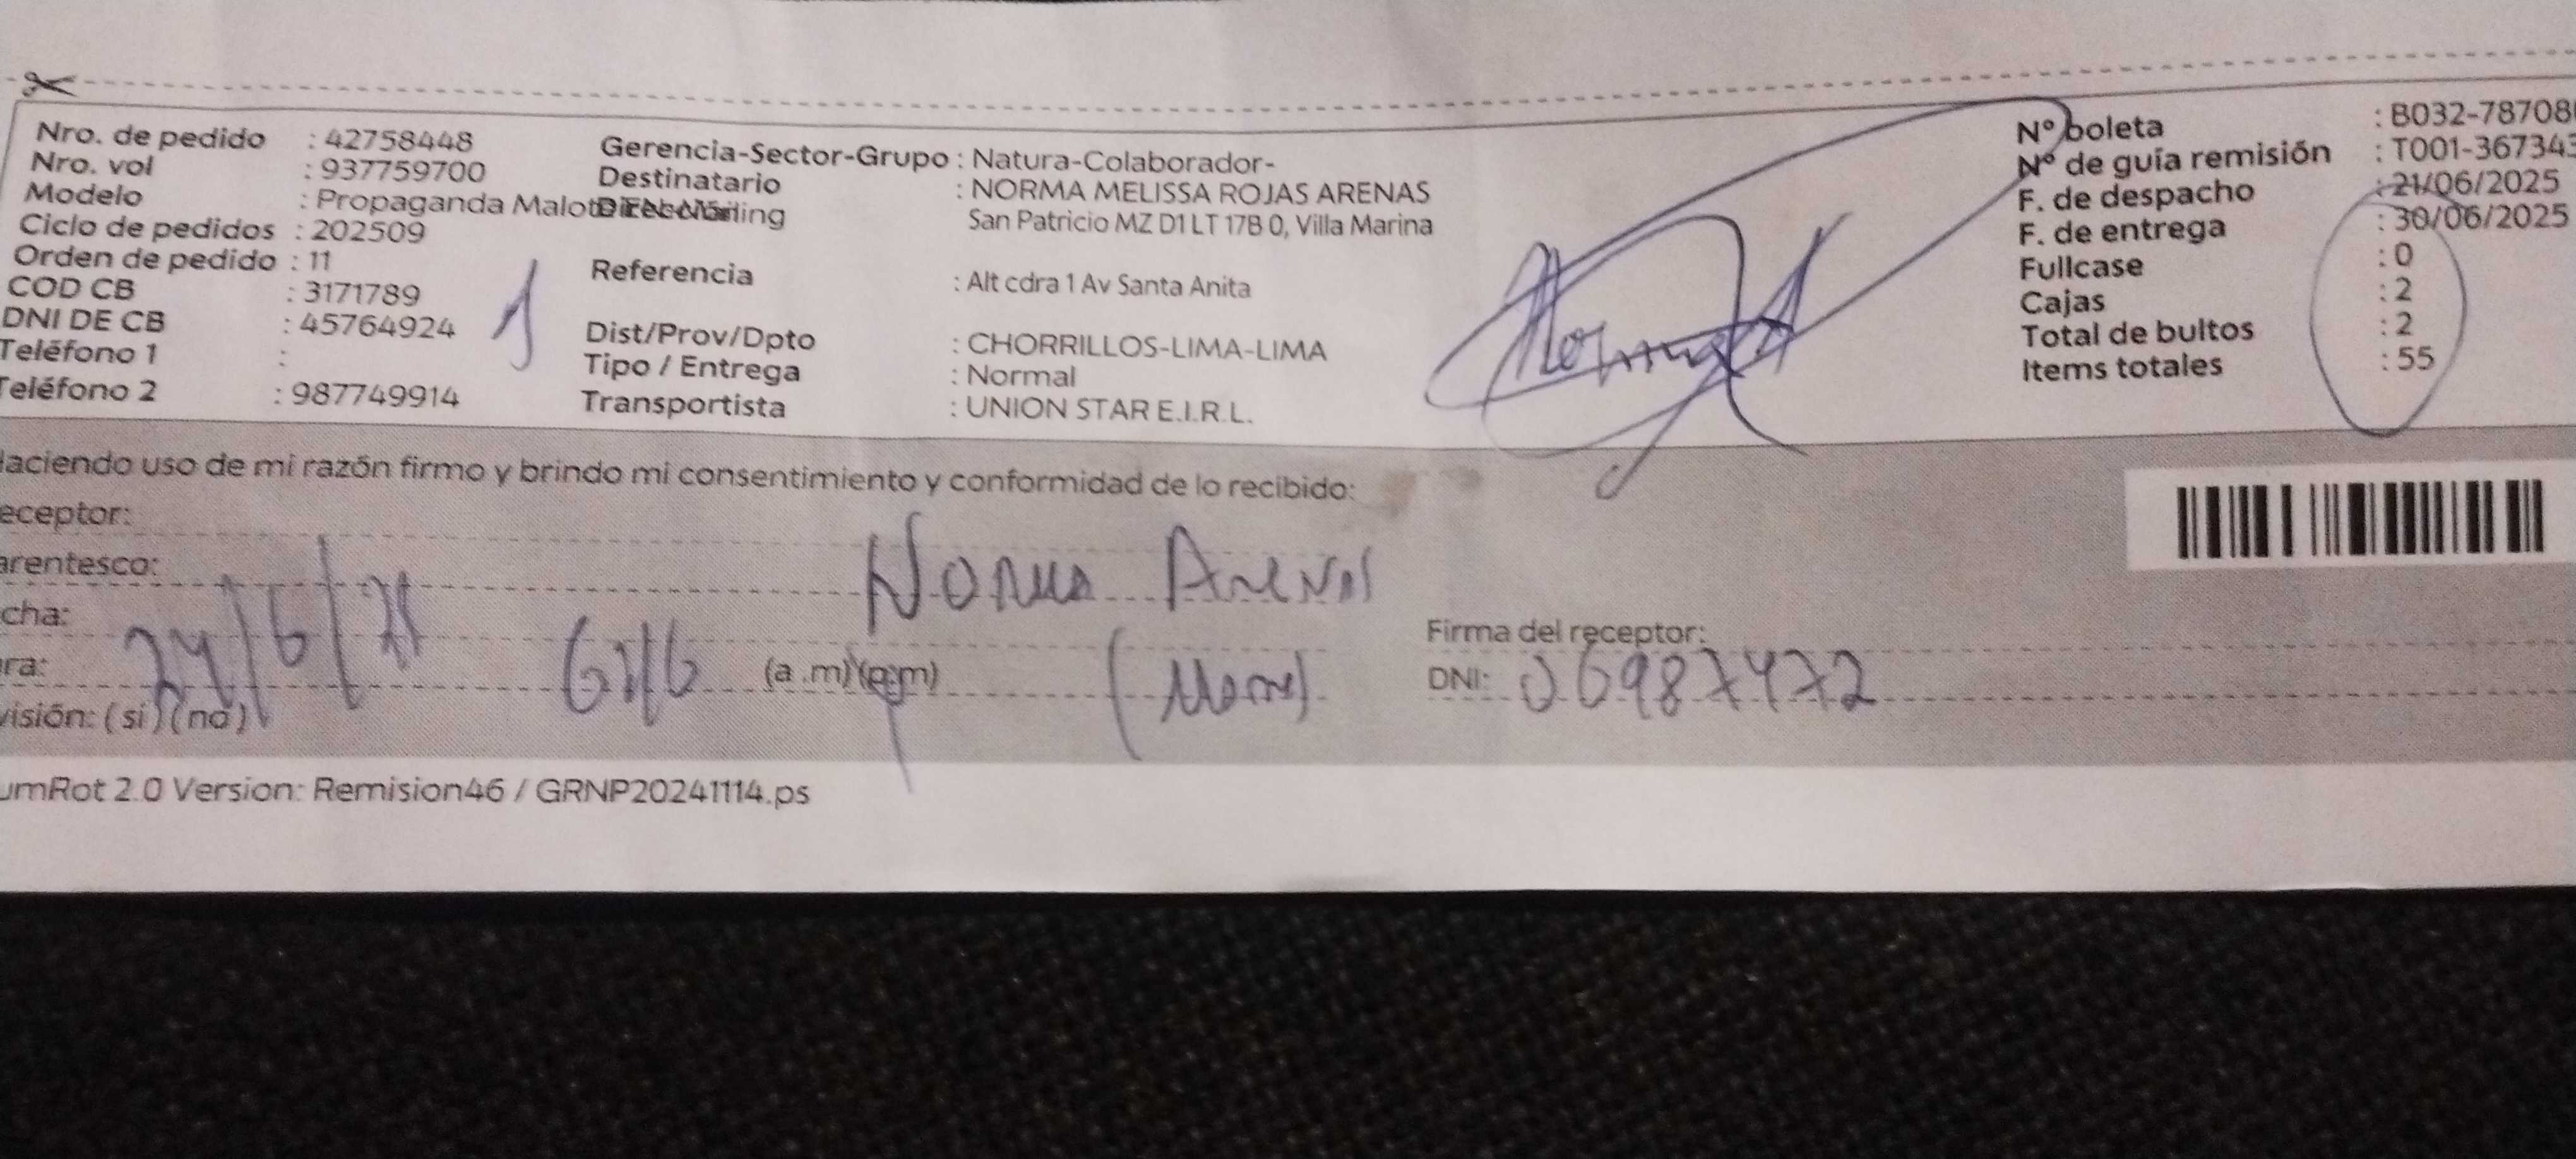 Nro. de pedido : 42758448
Nro. vol : 937759700
Modelo : Propaganda Malote
Ciclo de pedidos : 202509
Orden de pedido : 11
COD CB : 3171789
DNI DE CB : 45764924
Teléfono 1 :
Teléfono 2 : 987749914
1
Gerencia-Sector-Grupo : Natura-Colaborador-
Destinatario : NORMA MELISSA ROJAS ARENAS
San Patricio MZ D1 LT 17B 0, Villa Marina
Referencia : Alt cdra 1 Av Santa Anita
Dist/Prov/Dpto : CHORRILLOS-LIMA-LIMA
Tipo / Entrega : Normal
Transportista : UNION STAR E.I.R.L.
N° boleta : B032-78708
N° de guía remisión : T001-36734
F. de despacho : 21/06/2025
F. de entrega : 30/06/2025
Fullcase : 0
Cajas : 2
Total de bultos : 2
Items totales : 55
Haciendo uso de mi razón firmo y brindo mi consentimiento y conformidad de lo recibido:
eceptor:
arentesco: Norma Arenas
cha: 24/6/25
ra: (a.m)(p.m)
visión: (si)(no)
Firma del receptor:
DNI: 06987472
umRot 2.0 Version: Remision46 / GRNP20241114.ps